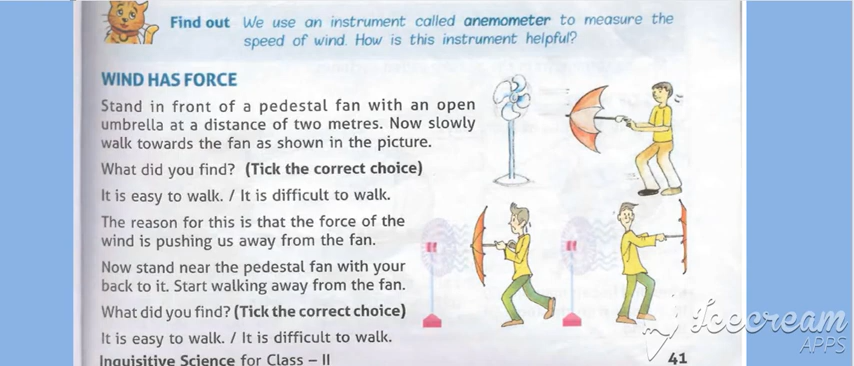 Find out We use an instrument called anemometer to measure the
speed of wind. How is this instrument helpful?
WIND HAS FORCE
Stand in front of a pedestal fan with an open
umbrella at a distance of two metres. Now slowly
walk towards the fan as shown in the picture.
What did you find? (Tick the correct choice)
It is easy to walk. / It is difficult to walk.
The reason for this is that the force of the
wind is pushing us away from the fan.
Now stand near the pedestal fan with your
back to it. Start walking away from the fan.
What did you find? (Tick the correct choice)
It is easy to walk. / It is difficult to walk.
Inquisitive Science for Class – II
41
Icecream
APPS